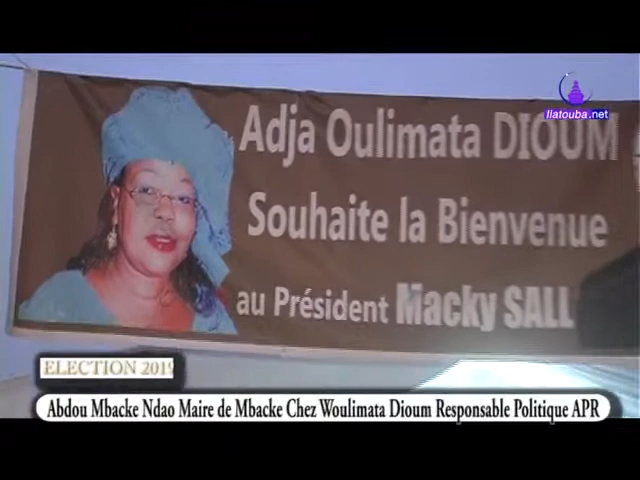 Ilatouba.net
Adja Oulimata DIOUM
Souhaite la Bienvenue
au Président Macky SALL
ELECTION 2019
Abdou Mbacke Ndao Maire de Mbacke Chez Woulimata Dioum Responsable Politique APR